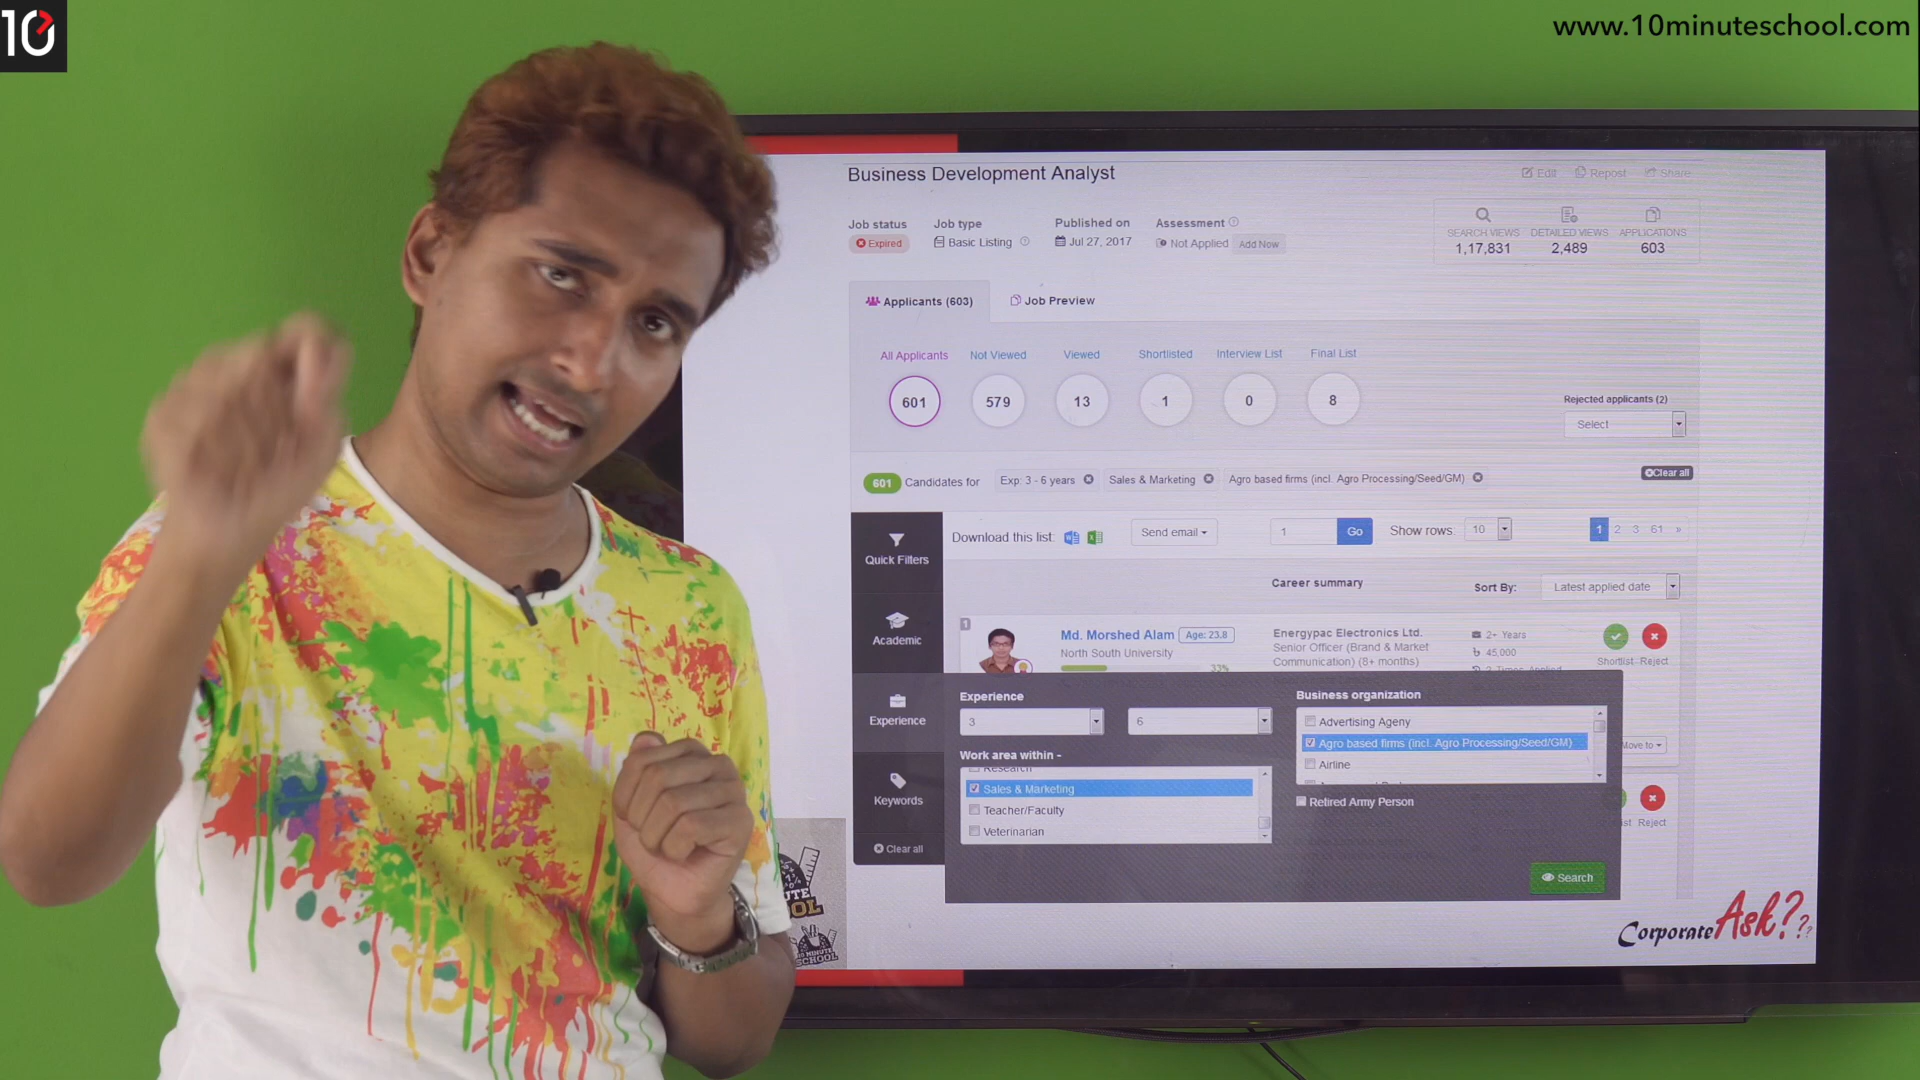 10
www.10minuteschool.com
Business Development Analyst
Edit Repost Share
Job status Job type Published on Assessment
Expired Basic Listing Jul 27, 2017 Not Applied Add Now
SEARCH VIEWS DETAILED VIEWS APPLICATIONS
1,17,831 2,489 603
Applicants (603) Job Preview
All Applicants Not Viewed Viewed Shortlisted Interview List Final List
601 579 13 1 0 8
Rejected applicants (2)
Select
601 Candidates for Exp: 3 - 6 years Sales & Marketing Agro based firms (incl. Agro Processing/Seed/GM)
Clear all
Quick Filters
Academic
Experience
Keywords
Clear all
Download this list: Send email 1 Go Show rows: 10 1 2 3 61 »
Career summary Sort By: Latest applied date
1
Md. Morshed Alam Age: 23.8
North South University
33%
Energypac Electronics Ltd.
Senior Officer (Brand & Market
Communication) (8+ months)
2+ Years
45,000
2 Times Applied
Shortlist Reject
Experience
3 6
Work area within -
Research
Sales & Marketing
Teacher/Faculty
Veterinarian
Business organization
Advertising Ageny
Agro based firms (incl. Agro Processing/Seed/GM)
Airline
Retired Army Person
Move to
Reject
Search
SCHOOL
Corporate Ask???